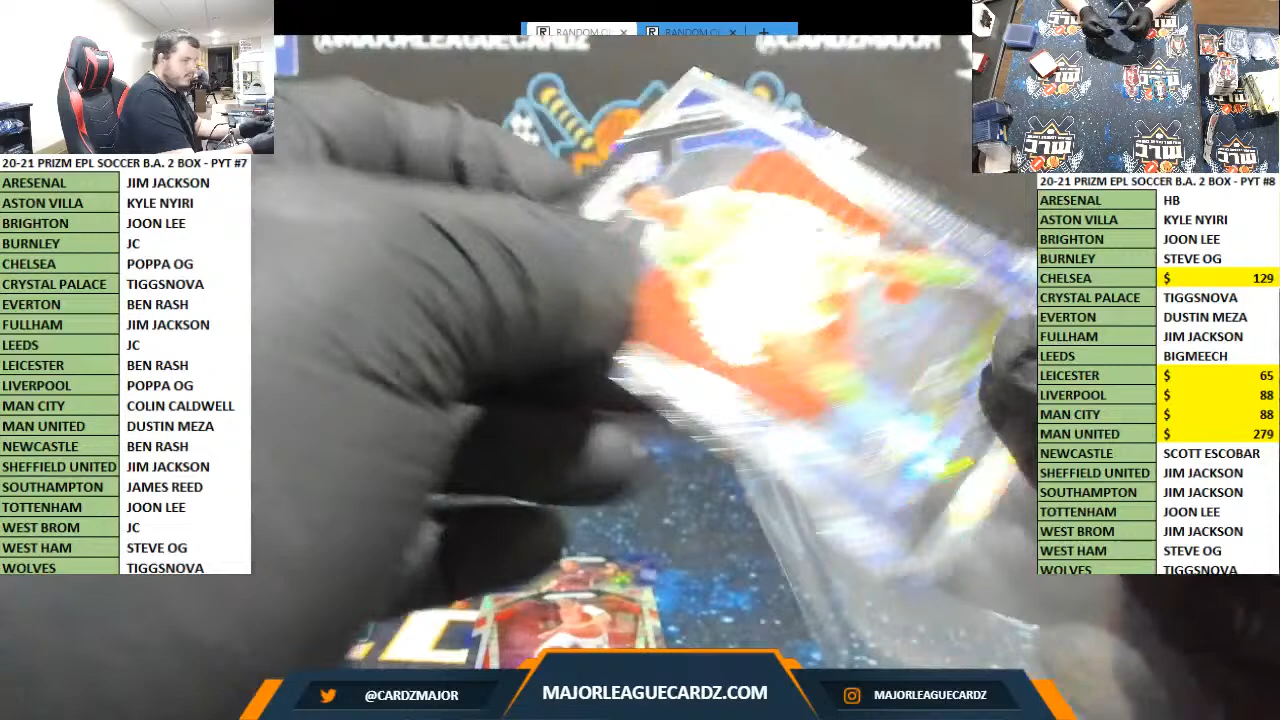 RANDOM.O
RANDOM.O
@MAJORLEAGUECARDZ
@CARDZMAJOR
20-21 PRIZM EPL SOCCER B.A. 2 BOX - PYT #7
ARESENAL JIM JACKSON
ASTON VILLA KYLE NYIRI
BRIGHTON JOON LEE
BURNLEY JC
CHELSEA POPPA OG
CRYSTAL PALACE TIGGSNOVA
EVERTON BEN RASH
FULLHAM JIM JACKSON
LEEDS JC
LEICESTER BEN RASH
LIVERPOOL POPPA OG
MAN CITY COLIN CALDWELL
MAN UNITED DUSTIN MEZA
NEWCASTLE BEN RASH
SHEFFIELD UNITED JIM JACKSON
SOUTHAMPTON JAMES REED
TOTTENHAM JOON LEE
WEST BROM JC
WEST HAM STEVE OG
WOLVES TIGGSNOVA
20-21 PRIZM EPL SOCCER B.A. 2 BOX - PYT #8
ARESENAL HB
ASTON VILLA KYLE NYIRI
BRIGHTON JOON LEE
BURNLEY STEVE OG
CHELSEA $ 129
CRYSTAL PALACE TIGGSNOVA
EVERTON DUSTIN MEZA
FULLHAM JIM JACKSON
LEEDS BIGMEECH
LEICESTER $ 65
LIVERPOOL $ 88
MAN CITY $ 88
MAN UNITED $ 279
NEWCASTLE SCOTT ESCOBAR
SHEFFIELD UNITED JIM JACKSON
SOUTHAMPTON JIM JACKSON
TOTTENHAM JOON LEE
WEST BROM JIM JACKSON
WEST HAM STEVE OG
WOLVES TIGGSNOVA
@CARDZMAJOR
MAJORLEAGUECARDZ.COM
MAJORLEAGUECARDZ